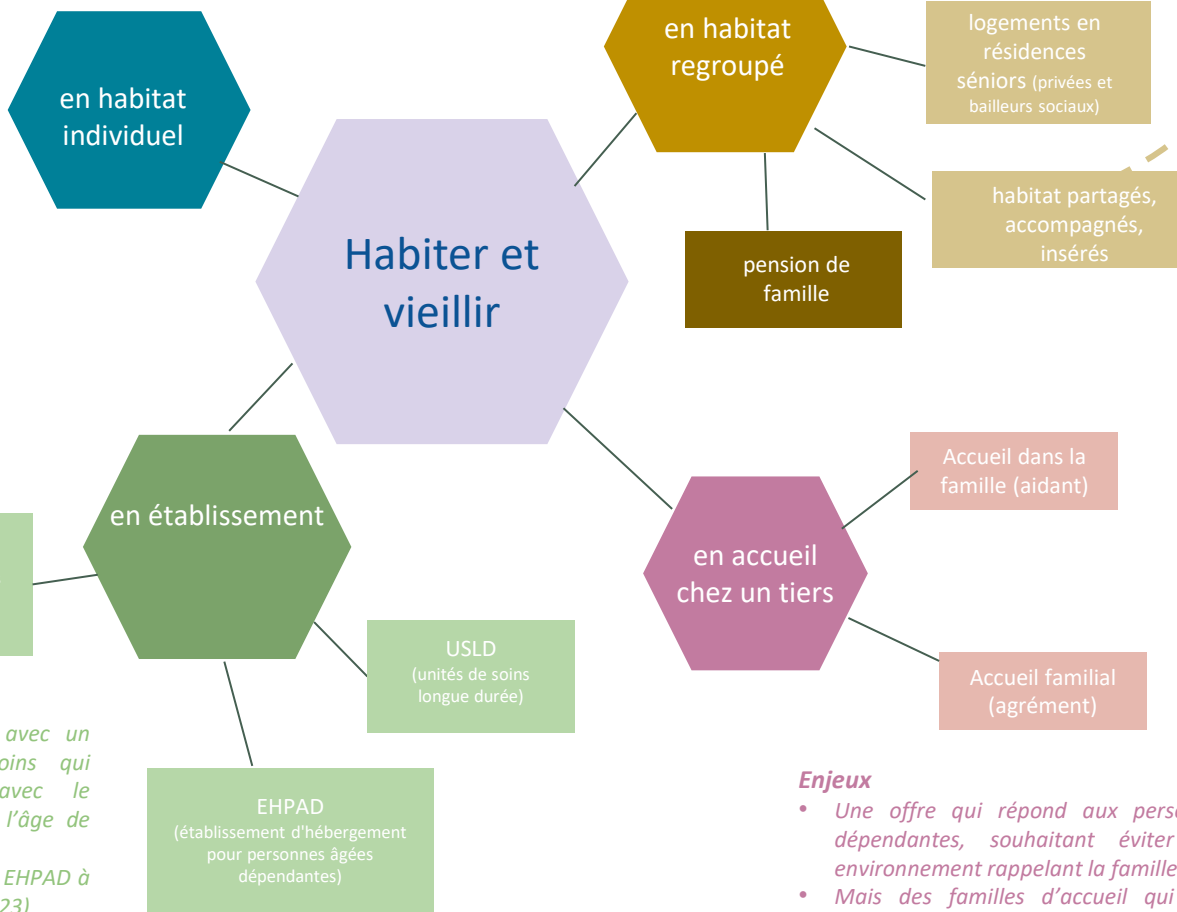 en habitat
individuel
en habitat
regroupé
logements en
résidences
séniors (privées et
bailleurs sociaux)
habitat partagés,
accompagnés,
insérés
pension de
famille
Habiter et
vieillir
en établissement
USLD
(unités de soins
longue durée)
EHPAD
(établissement d'hébergement
pour personnes âgées
dépendantes)
en accueil
chez un tiers
Accueil dans la
famille (aidant)
Accueil familial
(agrément)
avec un
qui
avec le
l'âge de
EHPAD à
23)
Enjeux
• Une offre qui répond aux
dépendantes, souhaitant éviter
environnement rappelant la famille
• Mais des familles d'accueil qui